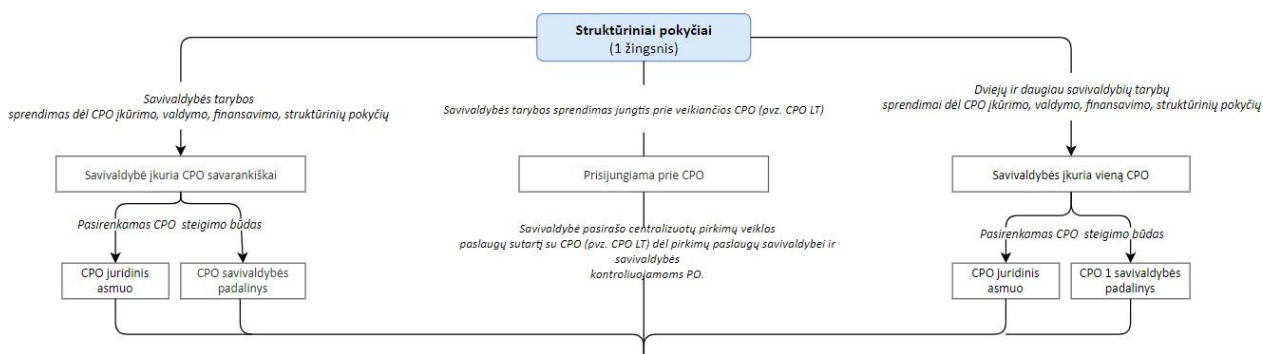 Struktūriniai pokyčiai
(1 žingsnis)
Savivaldybės tarybos
sprendimas dėl CPO įkūrimo, valdymo, finansavimo, struktūrinių pokyčių
Savivaldybės tarybos sprendimas jungtis prie veikiančios CPO (pvz. CPO LT)
Dviejų ir daugiau savivaldybių tarybų
sprendimai dėl CPO įkūrimo, valdymo, finansavimo, struktūrinių pokyčių
Savivaldybė įkuria CPO savarankiškai
Prisijungiama prie CPO
Savivaldybės įkuria vieną CPO
Pasirenkamas CPO steigimo būdas
Savivaldybė pasirašo centralizuotų pirkimų veiklos
paslaugų sutartį su CPO (pvz. CPO LT) dėl pirkimų paslaugų savivaldybei ir
savivaldybės
kontroliuojamoms PO.
Pasirenkamas CPO steigimo būdas
CPO juridinis
asmuo
CPO savivaldybės
padalinys
CPO juridinis
asmuo
CPO 1 savivaldybės
padalinys